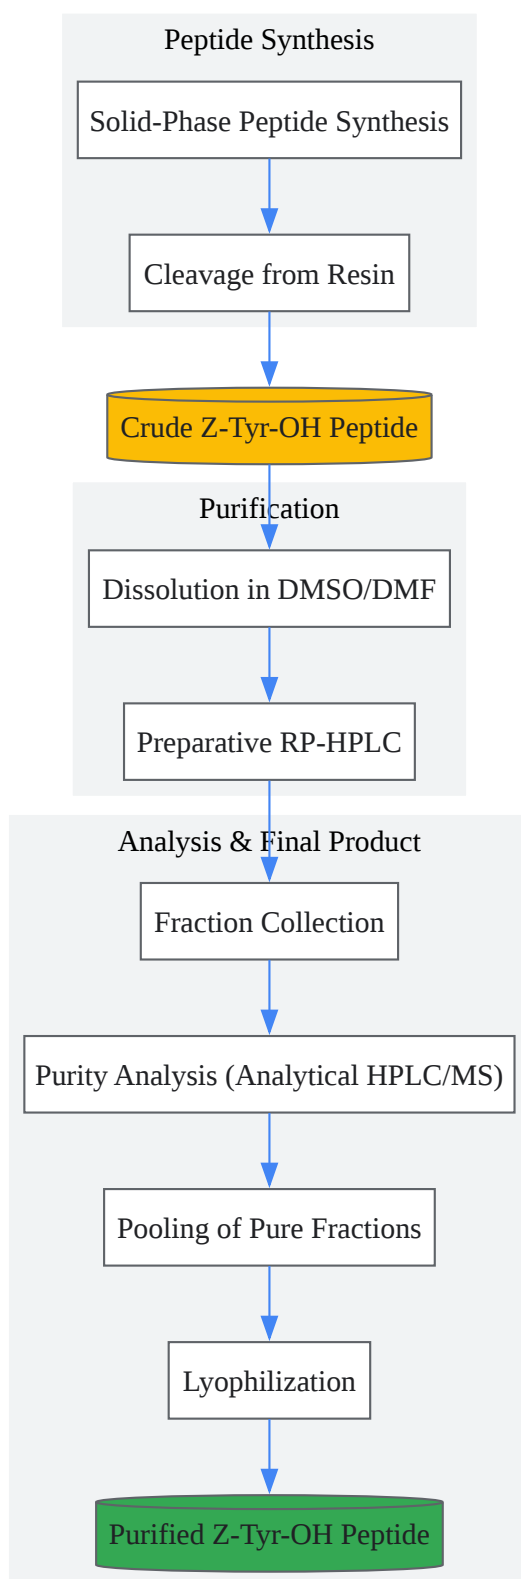 Peptide Synthesis
Solid-Phase Peptide Synthesis
Cleavage from Resin
Crude Z-Tyr-OH Peptide
Purification
Dissolution in DMSO/DMF
Preparative RP-HPLC
Analysis & Final Product
Fraction Collection
Purity Analysis (Analytical HPLC/MS)
Pooling of Pure Fractions
Lyophilization
Purified Z-Tyr-OH Peptide